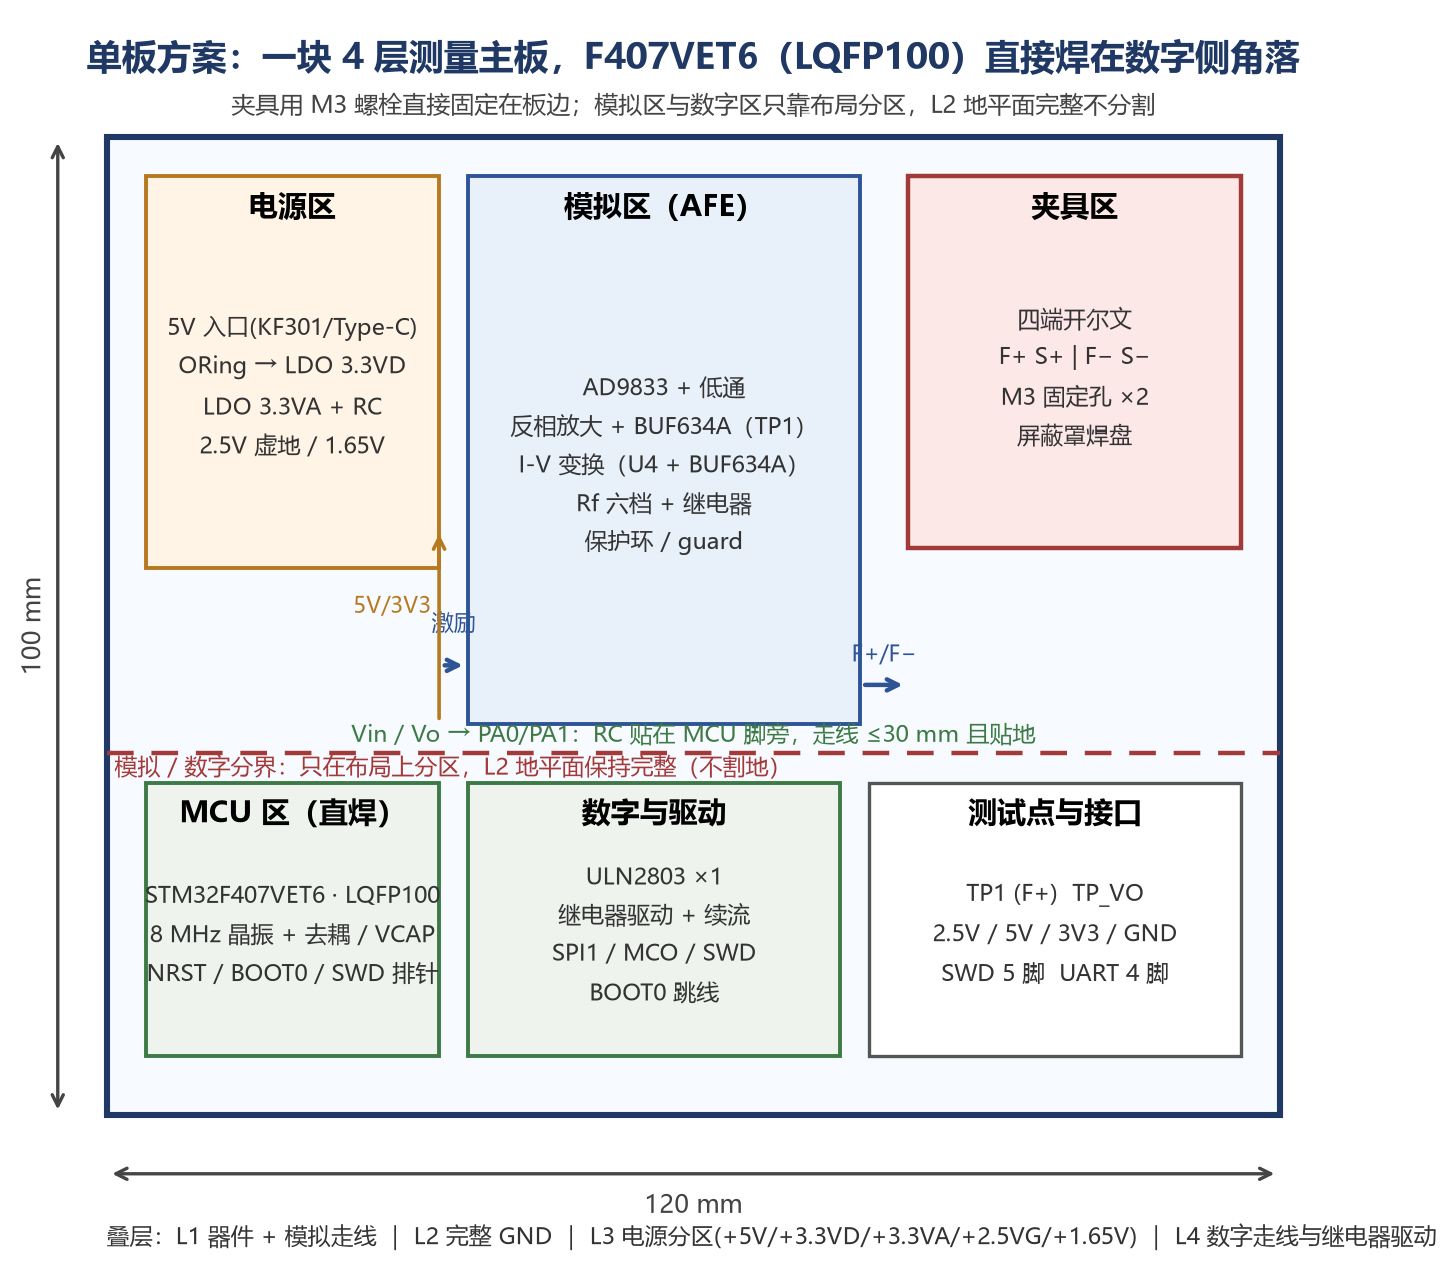 单板方案：一块 4 层测量主板，F407VET6（LQFP100）直接焊在数字侧角落
夹具用 M3 螺栓直接固定在板边；模拟区与数字区只靠布局分区，L2 地平面完整不分割
电源区
5V 入口(KF301/Type-C)
ORing → LDO 3.3VD
LDO 3.3VA + RC
2.5V 虚地 / 1.65V
模拟区（AFE）
AD9833 + 低通
反相放大 + BUF634A（TP1）
I-V 变换（U4 + BUF634A）
Rf 六档 + 继电器
保护环 / guard
夹具区
四端开尔文
F+ S+ | F− S−
M3 固定孔 ×2
屏蔽罩焊盘
5V/3V3
激励
F+/F−
100 mm
Vin / Vo → PA0/PA1：RC 贴在 MCU 脚旁，走线 ≤30 mm 且贴地
模拟 / 数字分界：只在布局上分区，L2 地平面保持完整（不割地）
MCU 区（直焊）
STM32F407VET6 · LQFP100
8 MHz 晶振 + 去耦 / VCAP
NRST / BOOT0 / SWD 排针
数字与驱动
ULN2803 ×1
继电器驱动 + 续流
SPI1 / MCO / SWD
BOOT0 跳线
测试点与接口
TP1 (F+)  TP_VO
2.5V / 5V / 3V3 / GND
SWD 5 脚  UART 4 脚
120 mm
叠层：L1 器件 + 模拟走线 ｜ L2 完整 GND ｜ L3 电源分区(+5V/+3.3VD/+3.3VA/+2.5VG/+1.65V) ｜ L4 数字走线与继电器驱动